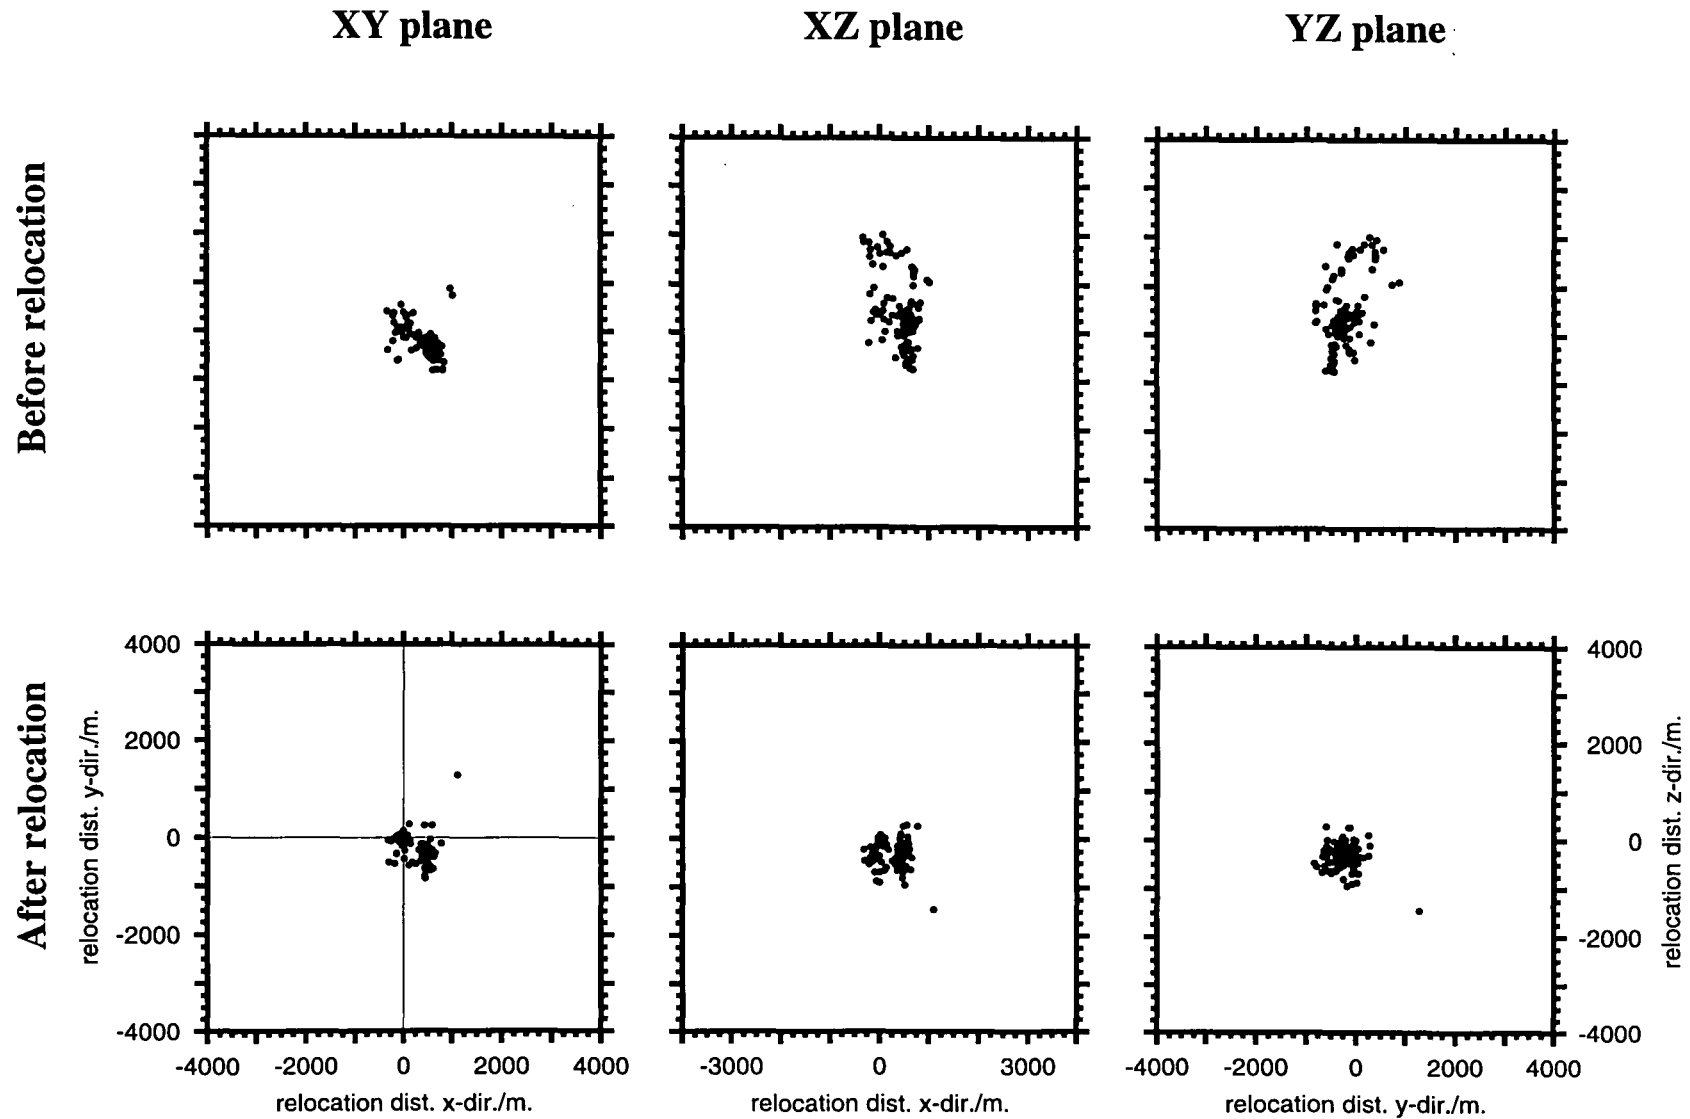 XY plane XZ plane YZ plane
Before relocation
After relocation
relocation dist. y-dir./m.
4000
2000
0
-2000
-4000
4000
2000
0
-2000
-4000
relocation dist. z-dir./m.
-4000 -2000 0 2000 4000
-3000 0 3000
-4000 -2000 0 2000 4000
relocation dist. x-dir./m.
relocation dist. x-dir./m.
relocation dist. y-dir./m.